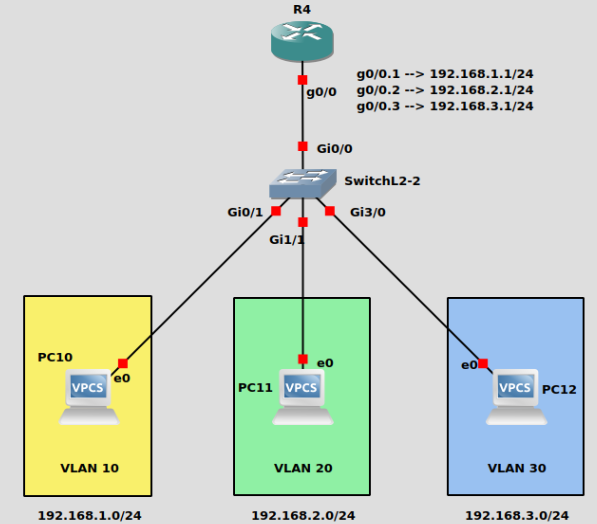 R4
g0/0.1 --> 192.168.1.1/24
g0/0 g0/0.2 --> 192.168.2.1/24
g0/0.3 --> 192.168.3.1/24
Gi0/0
SwitchL2-2
Gi0/1
Gi3/0
Gi1/1
PC10
VPCS
e0
VLAN 10
PC11
VPCS
e0
VLAN 20
e0
VPCS
PC12
VLAN 30
192.168.1.0/24
192.168.2.0/24
192.168.3.0/24